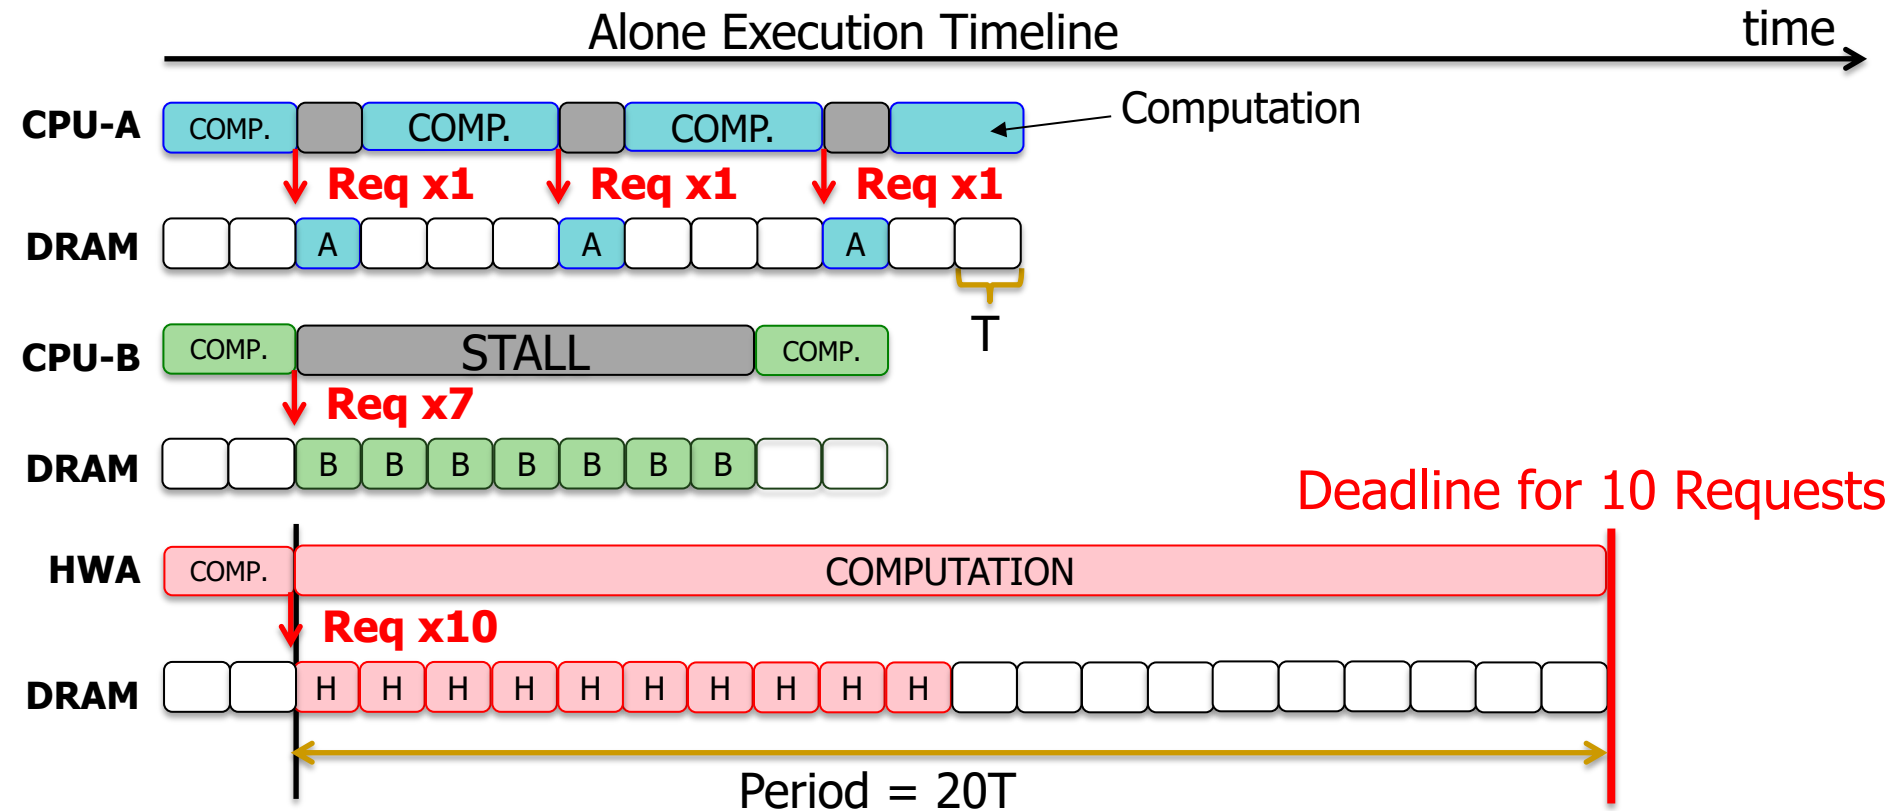 Alone Execution Timeline
time
CPU-A
COMP.
COMP.
COMP.
Computation
Req x1
Req x1
Req x1
DRAM
A
A
A
T
CPU-B
COMP.
STALL
COMP.
Req x7
DRAM
B B B B B B B
Deadline for 10 Requests
HWA
COMP.
COMPUTATION
Req x10
DRAM
H H H H H H H H H H
Period = 20T